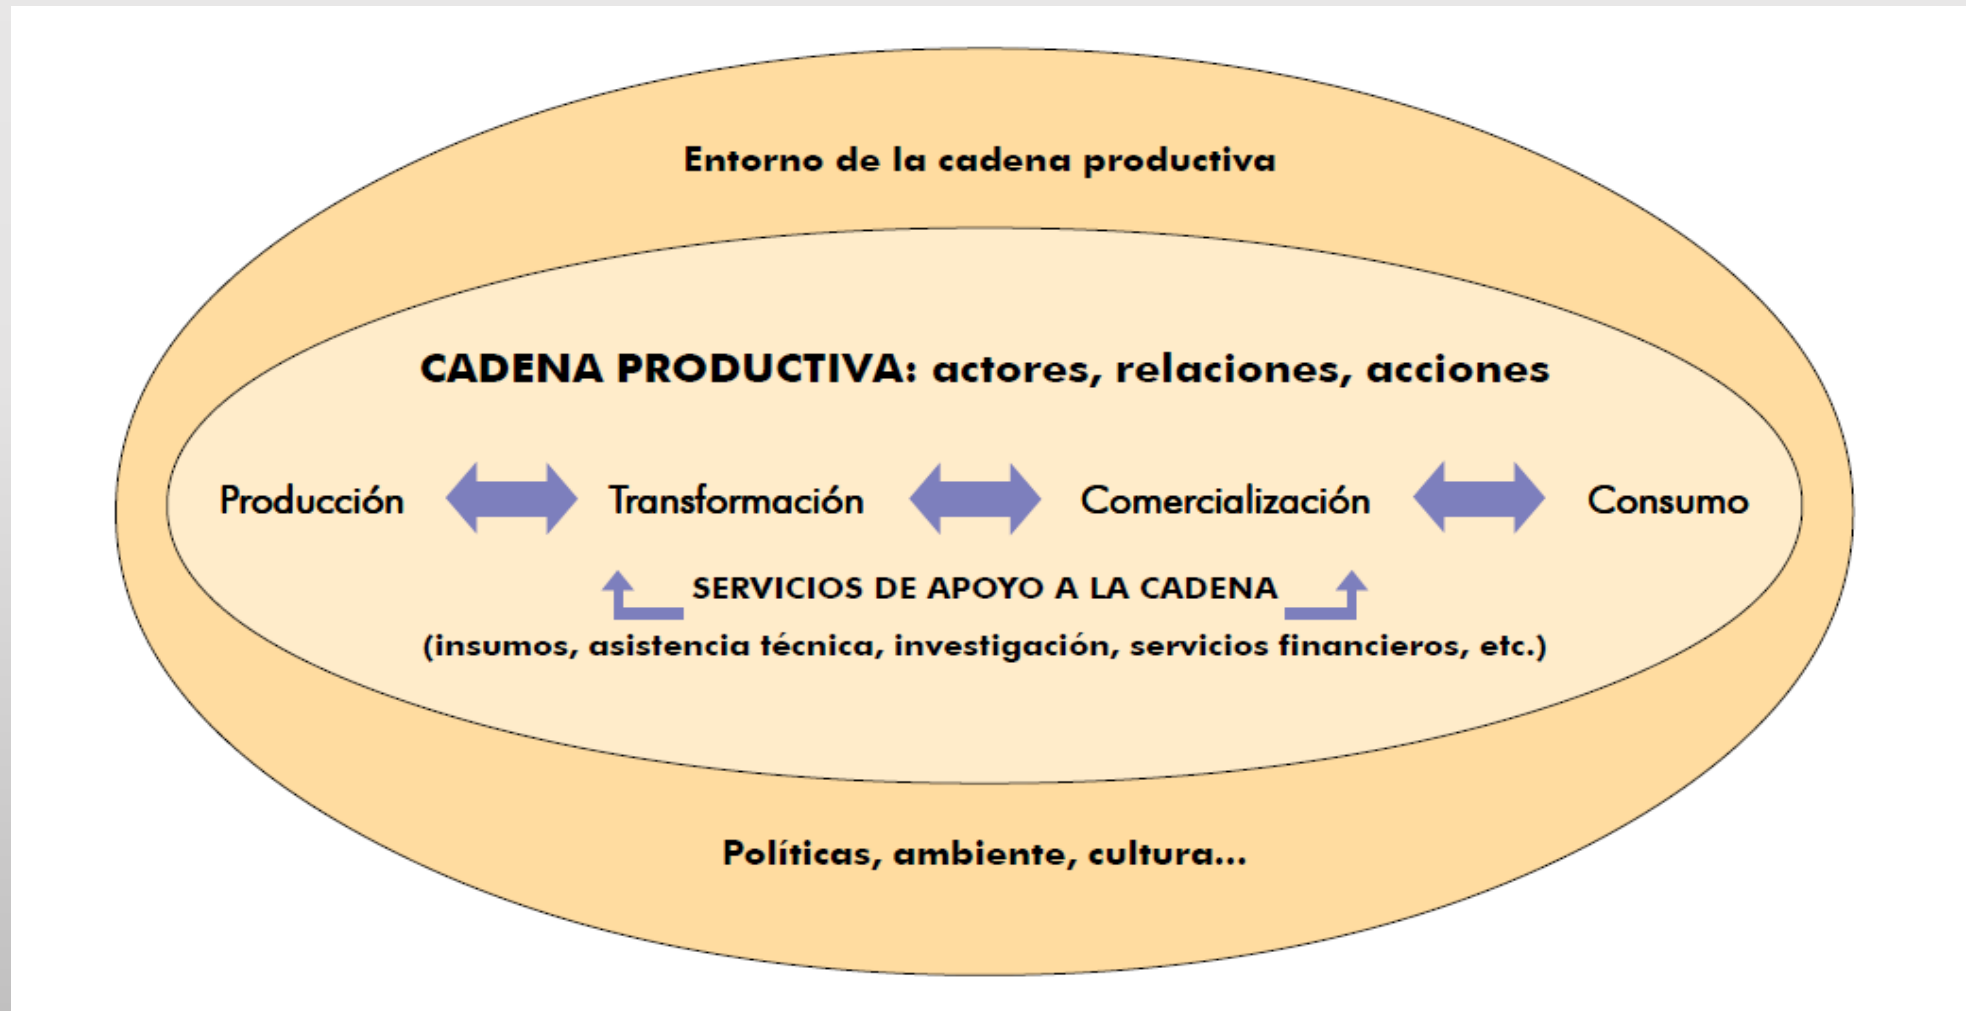 Entorno de la cadena productiva
CADENA PRODUCTIVA: actores, relaciones, acciones
Producción Transformación Comercialización Consumo
SERVICIOS DE APOYO A LA CADENA
(insumos, asistencia técnica, investigación, servicios financieros, etc.)
Políticas, ambiente, cultura...